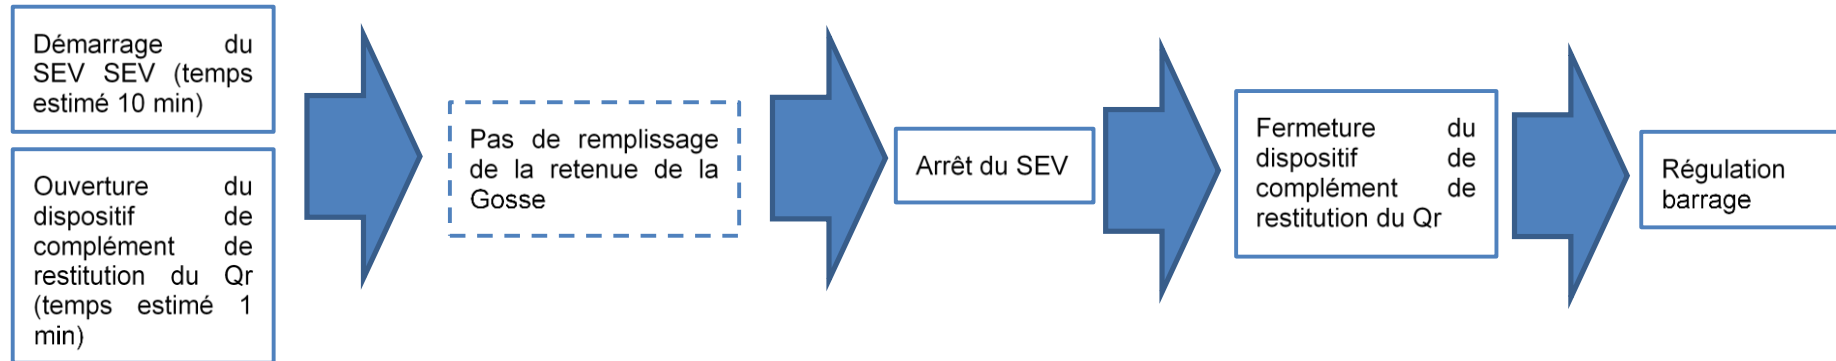 Démarrage du
SEV SEV (temps
estimé 10 min)
Ouverture du
dispositif de
complément de
restitution du Qr
(temps estimé 1
min)
Pas de remplissage
de la retenue de la
Gosse
Arrêt du SEV
Fermeture du
dispositif de
complément de
restitution du Qr
Régulation
barrage